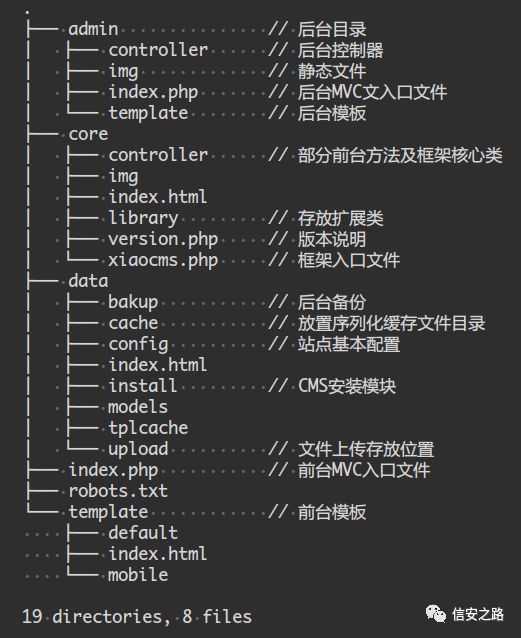 .
├── admin // 后台目录
│ ├── controller // 后台控制器
│ ├── img // 静态文件
│ ├── index.php // 后台MVC文入口文件
│ └── template // 后台模板
├── core
│ ├── controller // 部分前台方法及框架核心类
│ ├── img
│ ├── index.html
│ ├── library // 存放扩展类
│ ├── version.php // 版本说明
│ └── xiaocms.php // 框架入口文件
├── data
│ ├── bakup // 后台备份
│ ├── cache // 放置序列化缓存文件目录
│ ├── config // 站点基本配置
│ ├── index.html
│ ├── install // CMS安装模块
│ ├── models
│ ├── tplcache
│ └── upload // 文件上传存放位置
├── index.php // 前台MVC入口文件
├── robots.txt
└── template // 前台模板
    ├── default
    ├── index.html
    └── mobile
19 directories, 8 files
信安之路